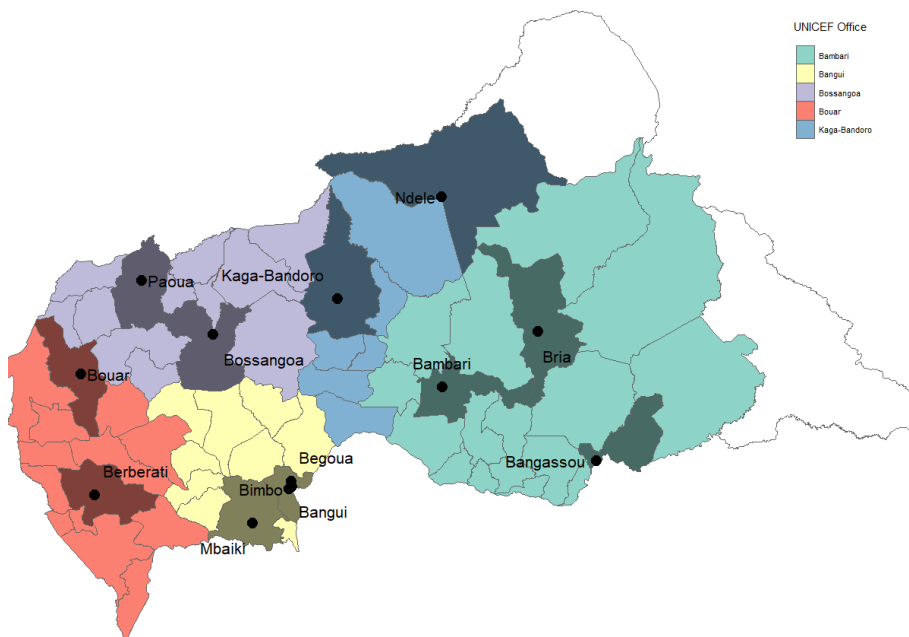 UNICEF Office
Bambari
Bangui
Bossangoa
Bouar
Kaga-Bandoro
Ndele
Kaga-Bandoro
Paoua
Bossangoa
Bambari
Bria
Bouar
Begoua
Bangassou
Berberati
Bimbo
Bangui
Mbaiki